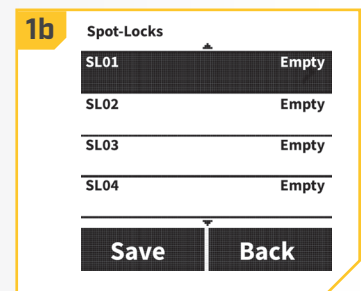 1b
Spot-Locks
SL01 Empty
SL02 Empty
SL03 Empty
SL04 Empty
Save Back